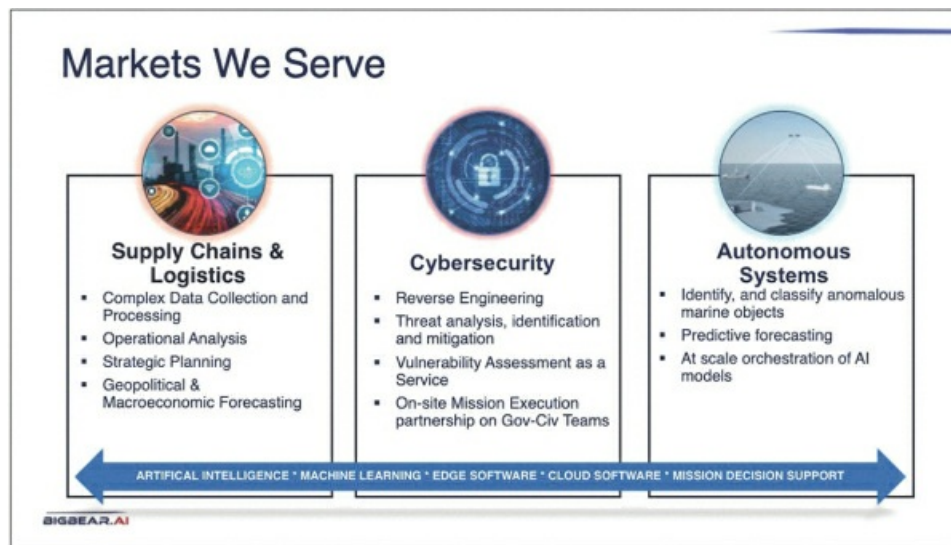 Markets We Serve
Supply Chains &
Logistics
▪ Complex Data Collection and
Processing
▪ Operational Analysis
▪ Strategic Planning
▪ Geopolitical &
Macroeconomic Forecasting
Cybersecurity
▪ Reverse Engineering
▪ Threat analysis, identification
and mitigation
▪ Vulnerability Assessment as a
Service
▪ On-site Mission Execution
partnership on Gov-Civ Teams
Autonomous
Systems
▪ Identify, and classify anomalous
marine objects
▪ Predictive forecasting
▪ At scale orchestration of AI
models
ARTIFICAL INTELLIGENCE * MACHINE LEARNING * EDGE SOFTWARE * CLOUD SOFTWARE * MISSION DECISION SUPPORT
BIGBEAR.AI